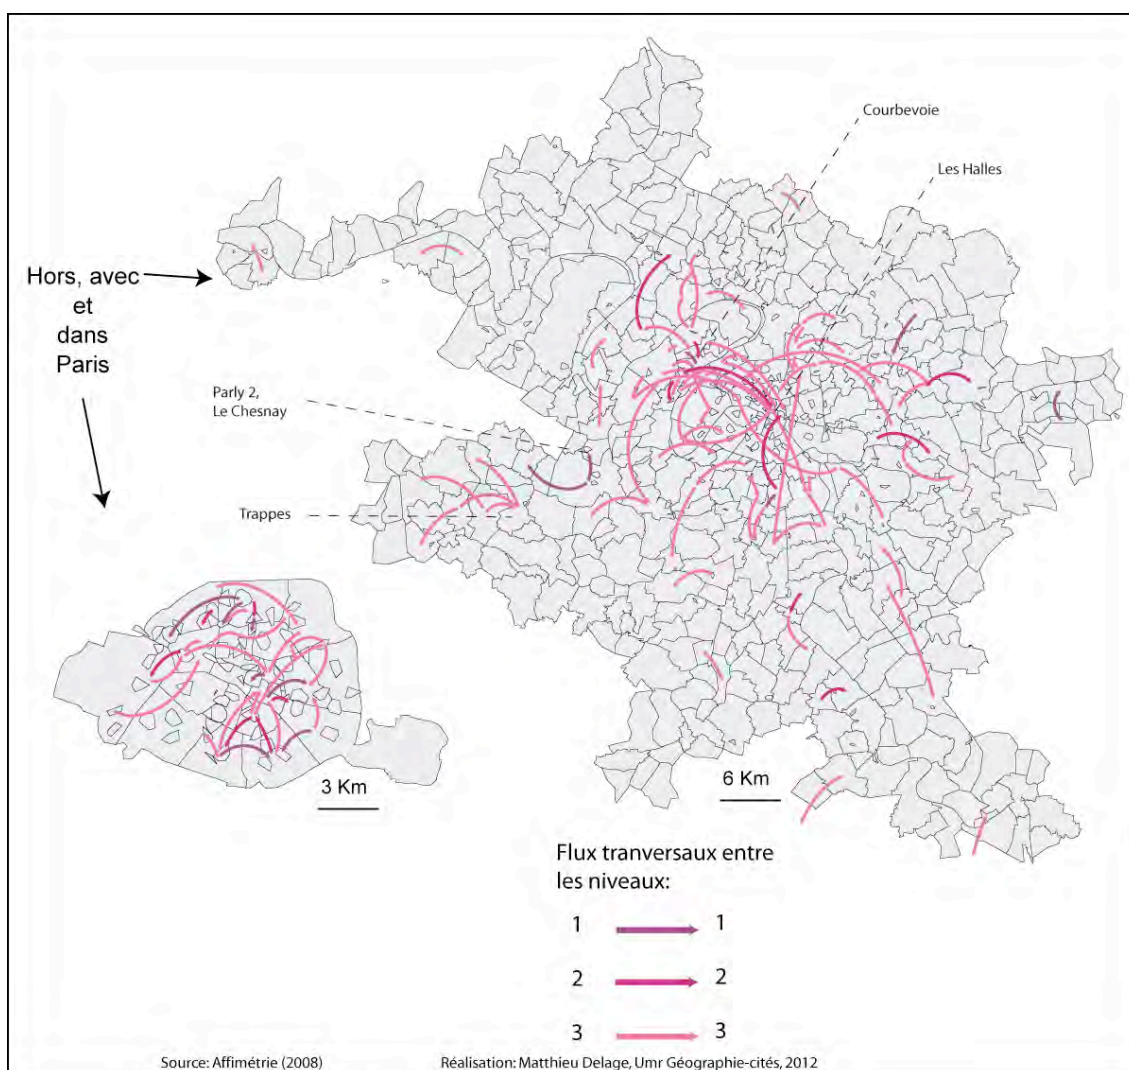 Courbevoie
Les Halles
Hors, avec
et
dans
Paris
Parly 2,
Le Chesnay
Trappes
3 Km
6 Km
Flux tranversaux entre
les niveaux:
1 1
2 2
3 3
Source: Affimétrie (2008) Réalisation: Matthieu Delage, Umr Géographie-cités, 2012